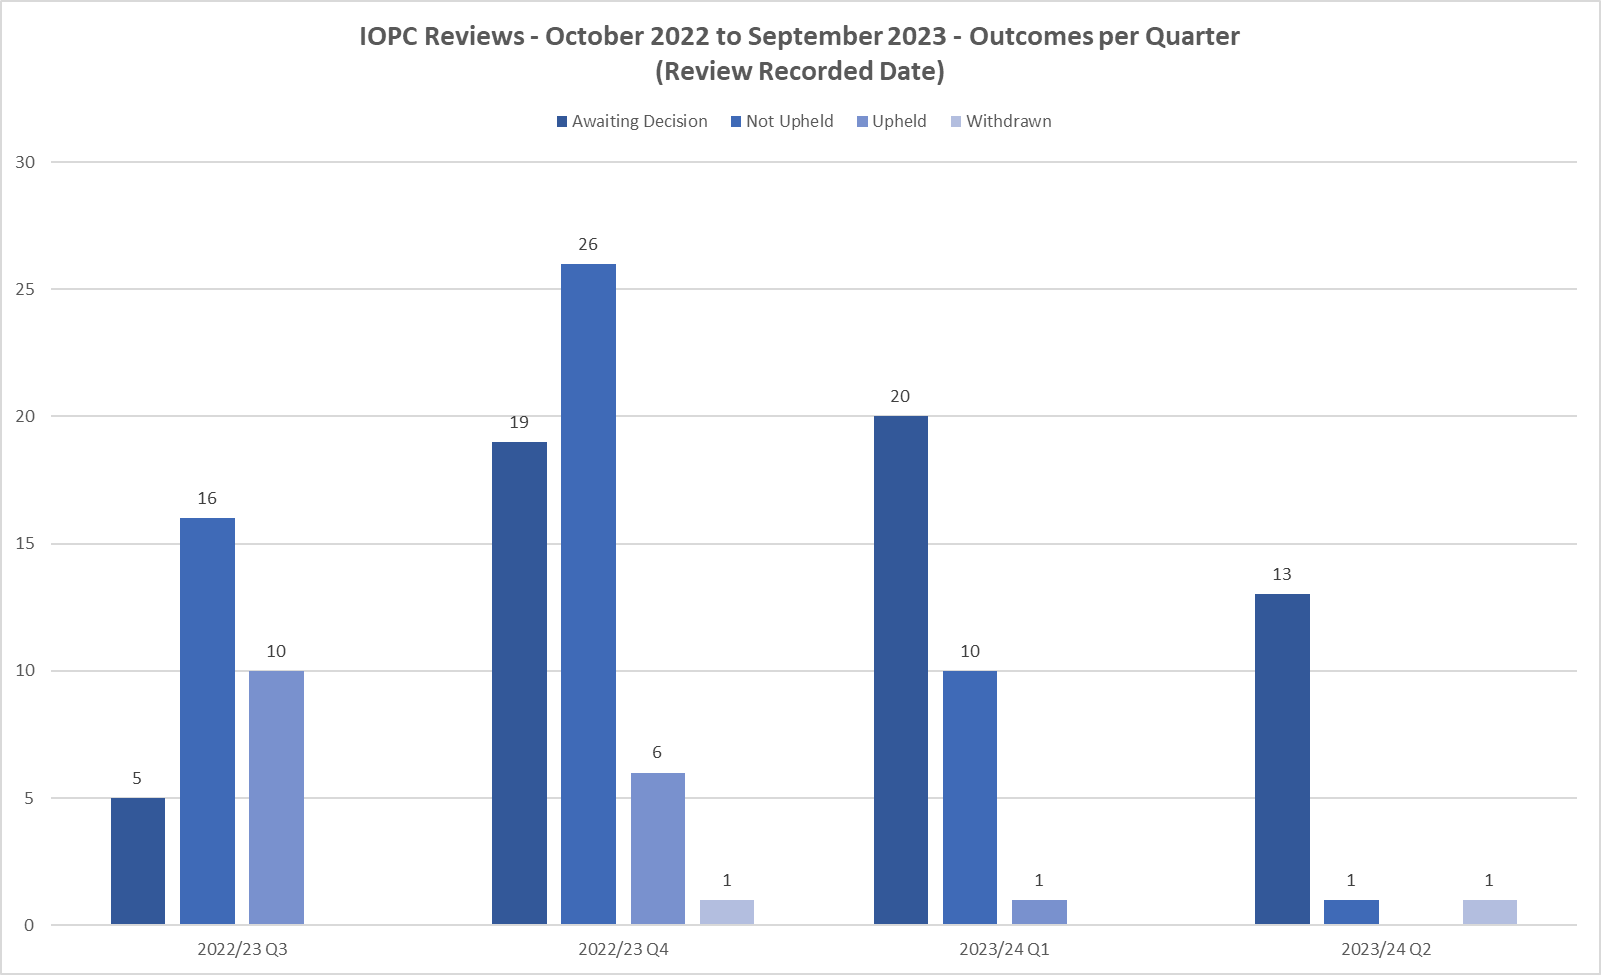 IOPC Reviews - October 2022 to September 2023 - Outcomes per Quarter
(Review Recorded Date)
Awaiting Decision Not Upheld Upheld Withdrawn
30
25
20
15
10
5
0
5
16
10
19
26
6
1
20
10
1
13
1
1
2022/23 Q3
2022/23 Q4
2023/24 Q1
2023/24 Q2